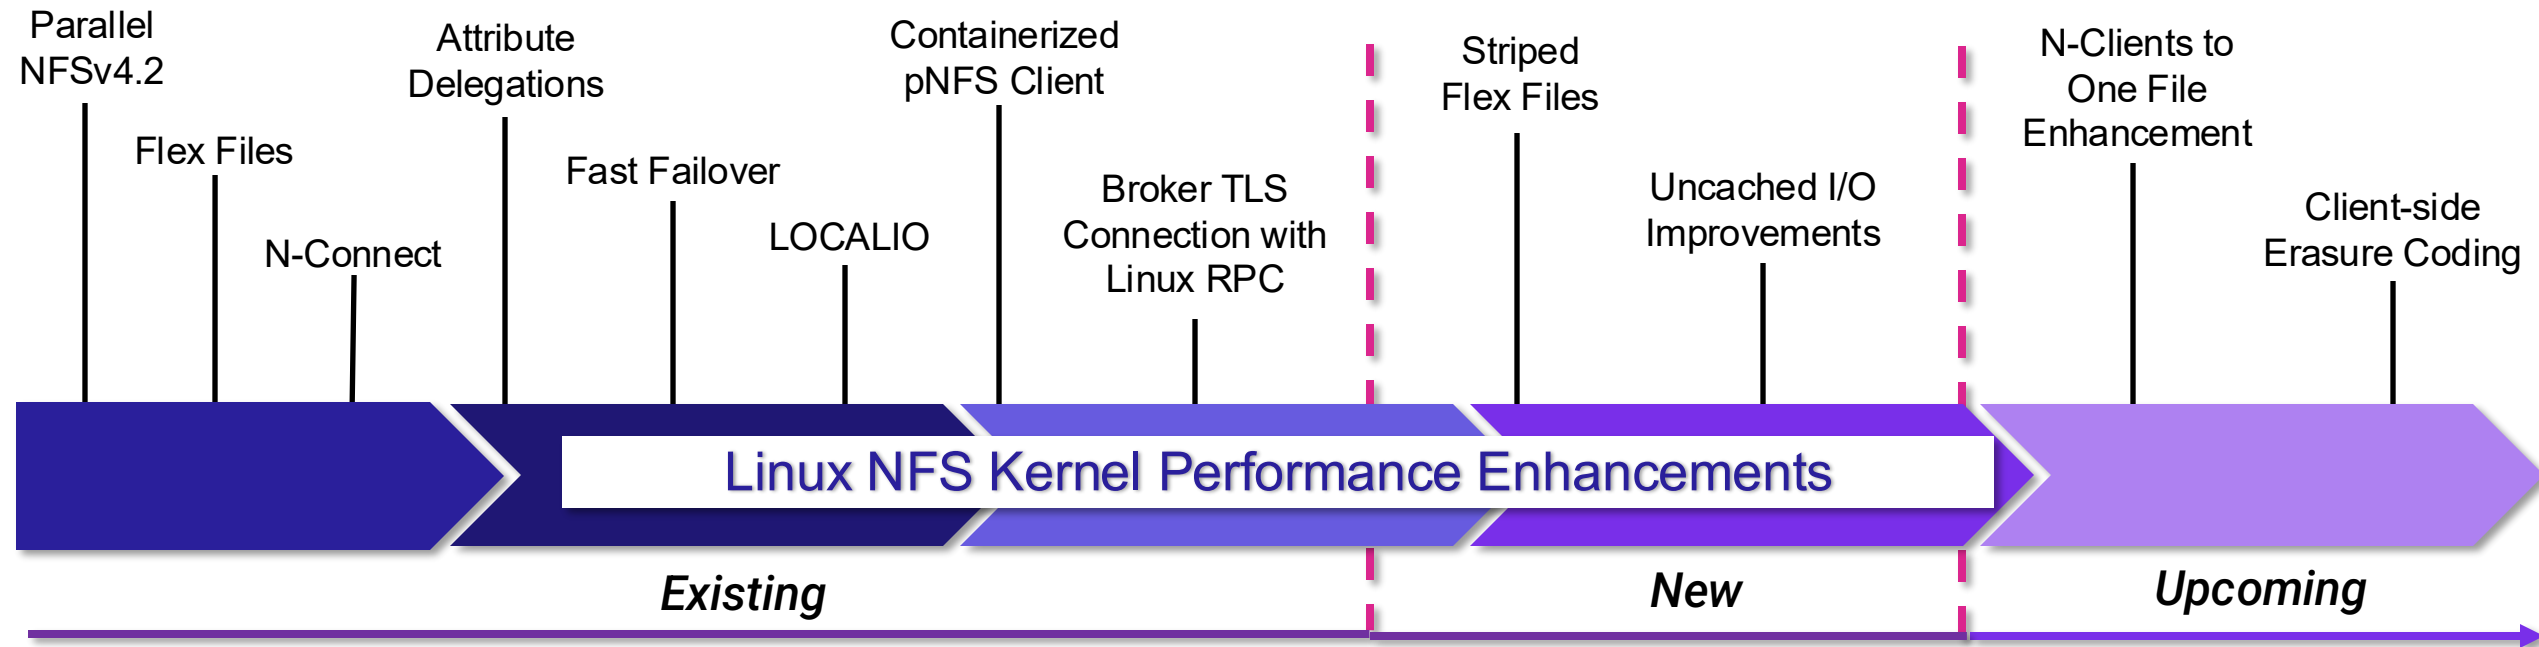 Parallel
NFSv4.2
Flex Files
N-Connect
Attribute
Delegations
Fast Failover
LOCALIO
Containerized
pNFS Client
Broker TLS
Connection with
Linux RPC
Striped
Flex Files
Uncached I/O
Improvements
N-Clients to
One File
Enhancement
Client-side
Erasure Coding
Linux NFS Kernel Performance Enhancements
Existing
New
Upcoming